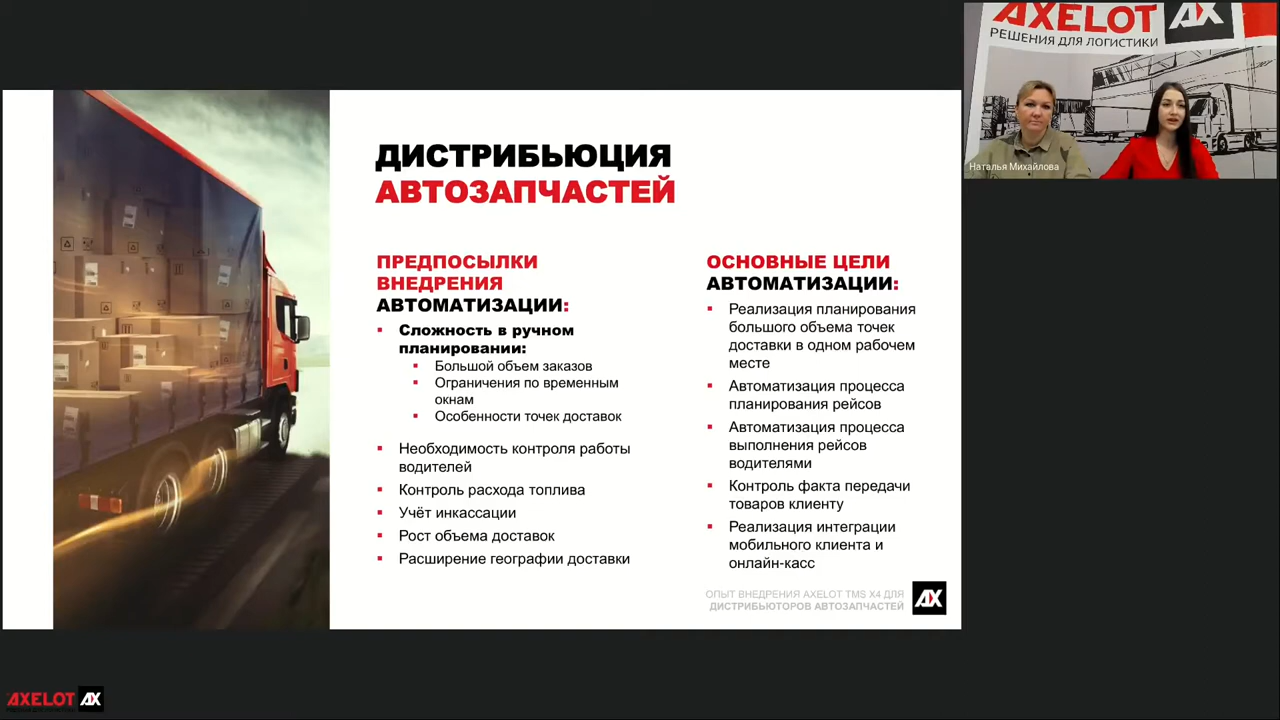 ДИСТРИБЬЮЦИЯ
АВТОЗАПЧАСТЕЙ
ПРЕДПОСЫЛКИ
ВНЕДРЕНИЯ
АВТОМАТИЗАЦИИ:
Сложность в ручном
планировании:
Большой объем заказов
Ограничения по временным
окнам
Особенности точек доставок
Необходимость контроля работы
водителей
Контроль расхода топлива
Учёт инкассации
Рост объема доставок
Расширение географии доставки
ОСНОВНЫЕ ЦЕЛИ
АВТОМАТИЗАЦИИ:
Реализация планирования
большого объема точек
доставки в одном рабочем
месте
Автоматизация процесса
планирования рейсов
Автоматизация процесса
выполнения рейсов
водителями
Контроль факта передачи
товаров клиенту
Реализация интеграции
мобильного клиента и
онлайн-касс
ОПЫТ ВНЕДРЕНИЯ AXELOT TMS X4 ДЛЯ
ДИСТРИБЬЮТОРОВ АВТОЗАПЧАСТЕЙ
AX
AXELOT AX
РЕШЕНИЯ ДЛЯ ЛОГИСТИКИ
Наталья Михайлова
AXELOT AX